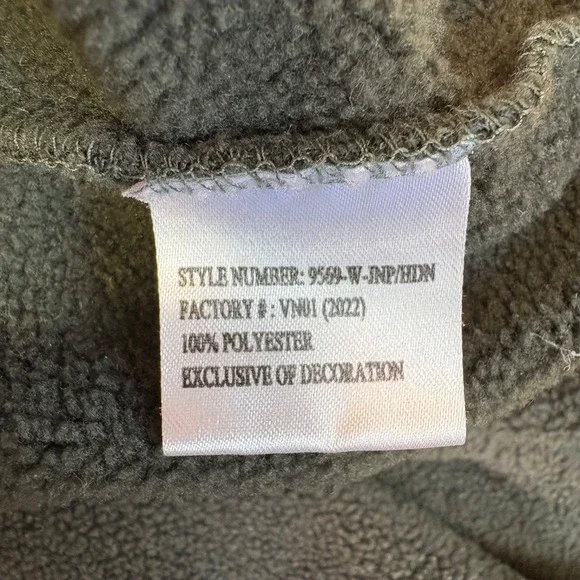 STYLE NUMBER: 9569-W-JNP/HDN
FACTORY # : VN01 (2022)
100% POLYESTER
EXCLUSIVE OF DECORATION